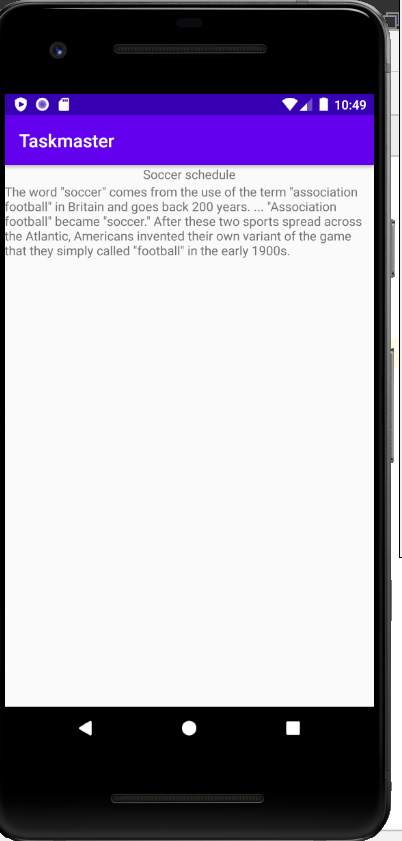 10:49
Taskmaster
Soccer schedule
The word "soccer" comes from the use of the term "association
football" in Britain and goes back 200 years. ... "Association
football" became "soccer." After these two sports spread across
the Atlantic, Americans invented their own variant of the game
that they simply called "football" in the early 1900s.